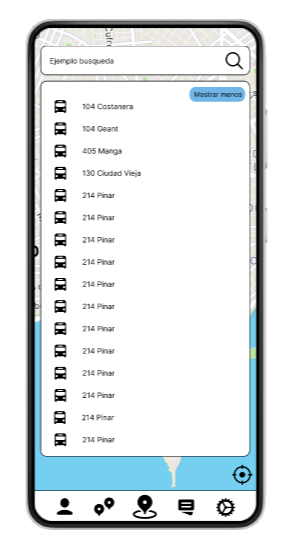 Ejemplo busqueda
Mostrar menos
104 Costanera
104 Geant
405 Manga
130 Ciudad Vieja
214 Pinar
214 Pinar
214 Pinar
214 Pinar
214 Pinar
214 Pinar
214 Pinar
214 Pinar
214 Pinar
214 Pinar
214 Pinar
214 Pinar